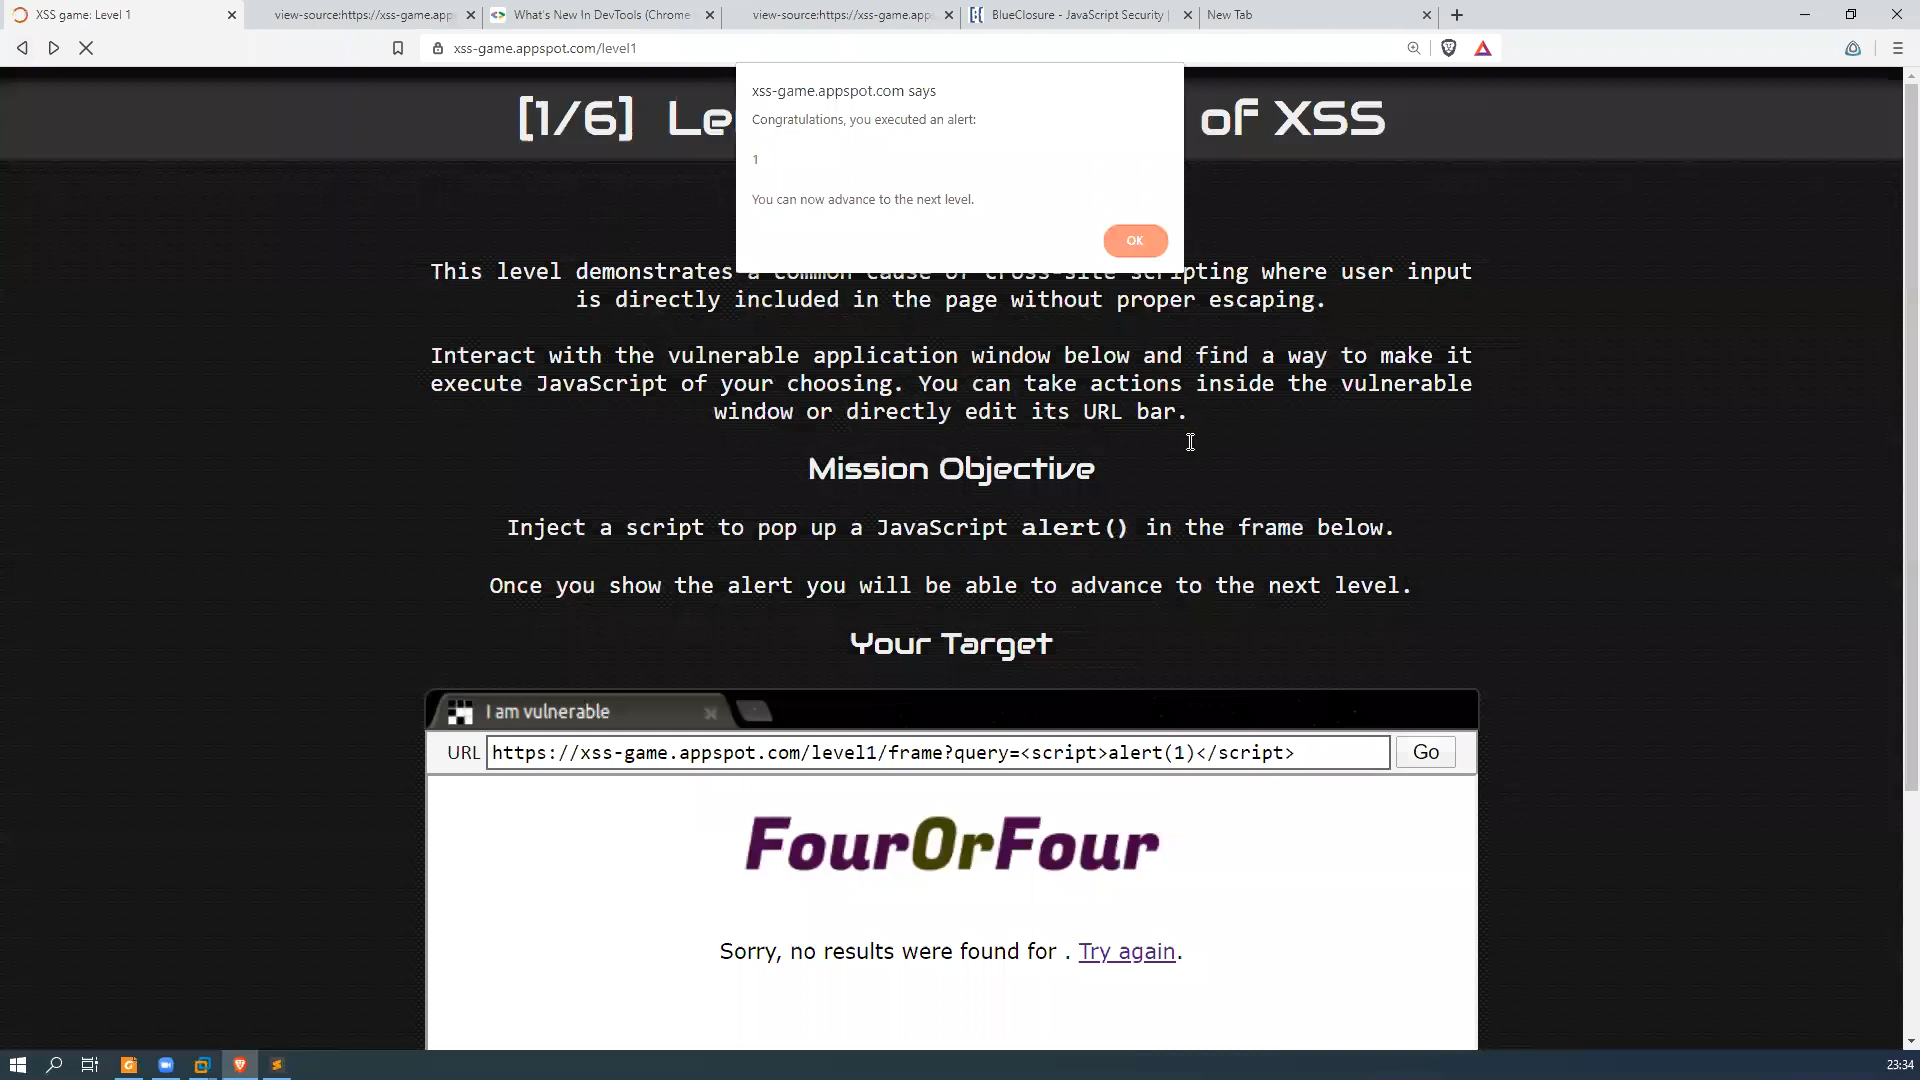 XSS game: Level 1
view-source:https://xss-game.apps
What's New In DevTools (Chrome
view-source:https://xss-game.apps
BlueClosure - JavaScript Security |
New Tab
xss-game.appspot.com/level1
xss-game.appspot.com says
Congratulations, you executed an alert:
1
You can now advance to the next level.
OK
[1/6] Le
of XSS
This level demonstrates a common cause of cross-site scripting where user input
is directly included in the page without proper escaping.
Interact with the vulnerable application window below and find a way to make it
execute JavaScript of your choosing. You can take actions inside the vulnerable
window or directly edit its URL bar.
Mission Objective
Inject a script to pop up a JavaScript alert() in the frame below.
Once you show the alert you will be able to advance to the next level.
Your Target
I am vulnerable
URL https://xss-game.appspot.com/level1/frame?query=<script>alert(1)</script> Go
FourOrFour
Sorry, no results were found for . Try again.
23:34